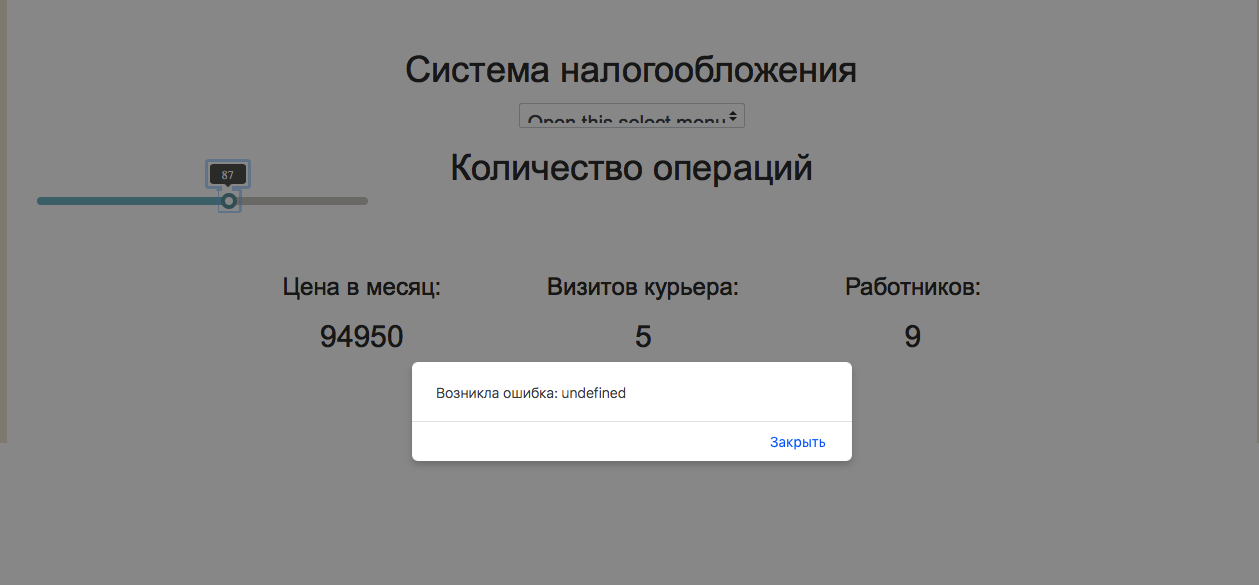 Система налогообложения
Open this select menu
Количество операций
87
Цена в месяц: Визитов курьера: Работников:
94950 5 9
Возникла ошибка: undefined
Закрыть